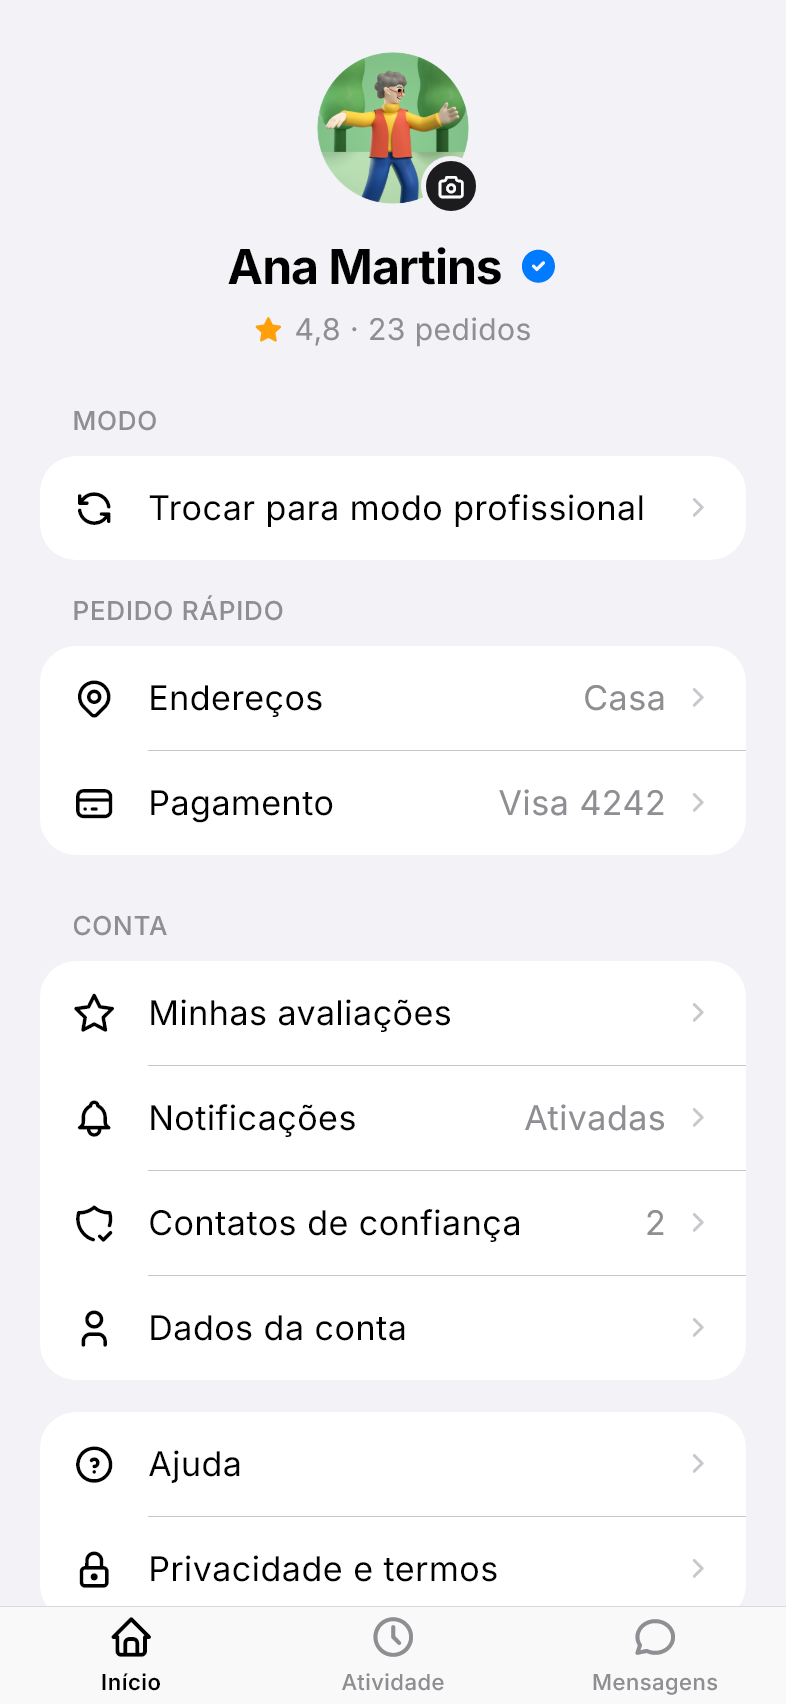 Ana Martins
4,8 · 23 pedidos
MODO
Trocar para modo profissional
PEDIDO RÁPIDO
Endereços Casa
Pagamento Visa 4242
CONTA
Minhas avaliações
Notificações Ativadas
Contatos de confiança 2
Dados da conta
Ajuda
Privacidade e termos
Início Atividade Mensagens